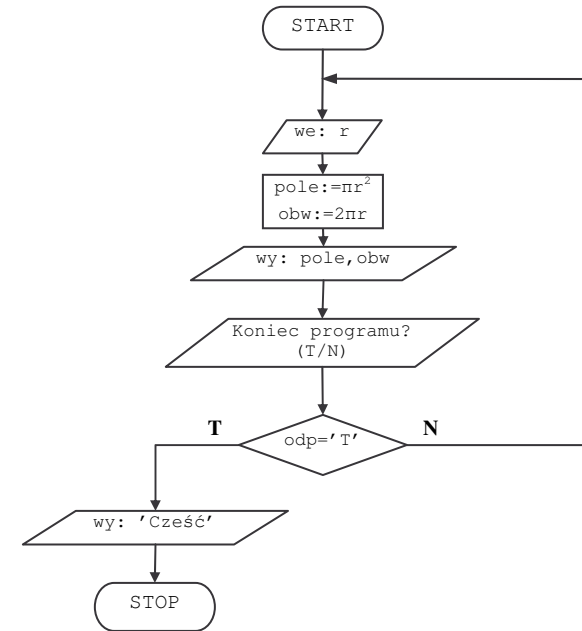 START
we: r
pole:=πr²
obw:=2πr
wy: pole,obw
Koniec programu?
(T/N)
T
odp=’T’
N
wy: ’Cześć’
STOP